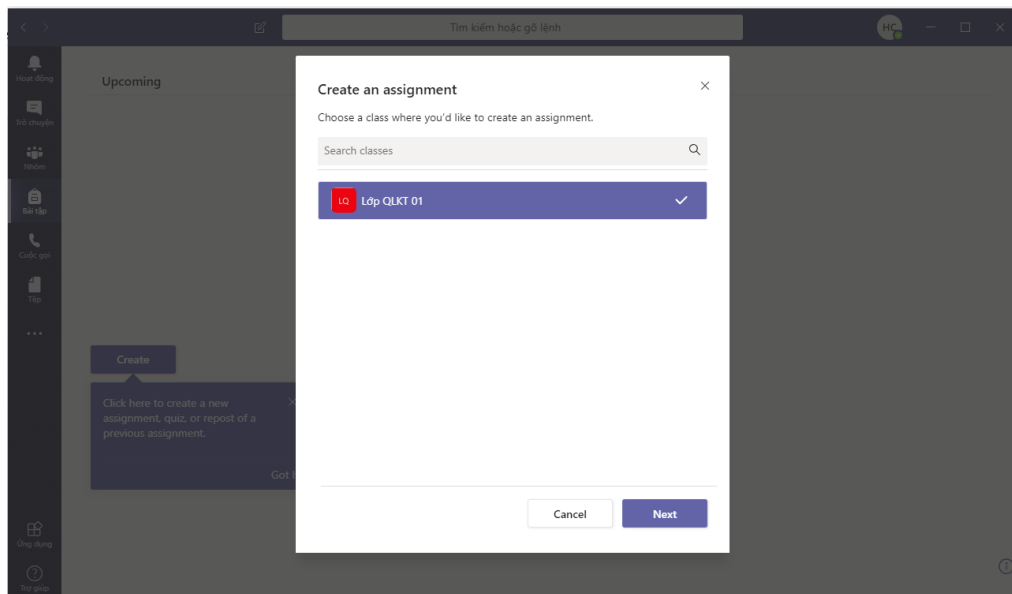 Tìm kiếm hoặc gõ lệnh
HC
Hoạt động
Trò chuyện
Nhóm
Bài tập
Cuộc gọi
Tệp
Upcoming
Create an assignment
Choose a class where you'd like to create an assignment.
Search classes
LQ Lớp QLKT 01
Create
Click here to create a new
assignment, quiz, or repost of a
previous assignment.
Got
Cancel
Next
Ứng dụng
Trợ giúp